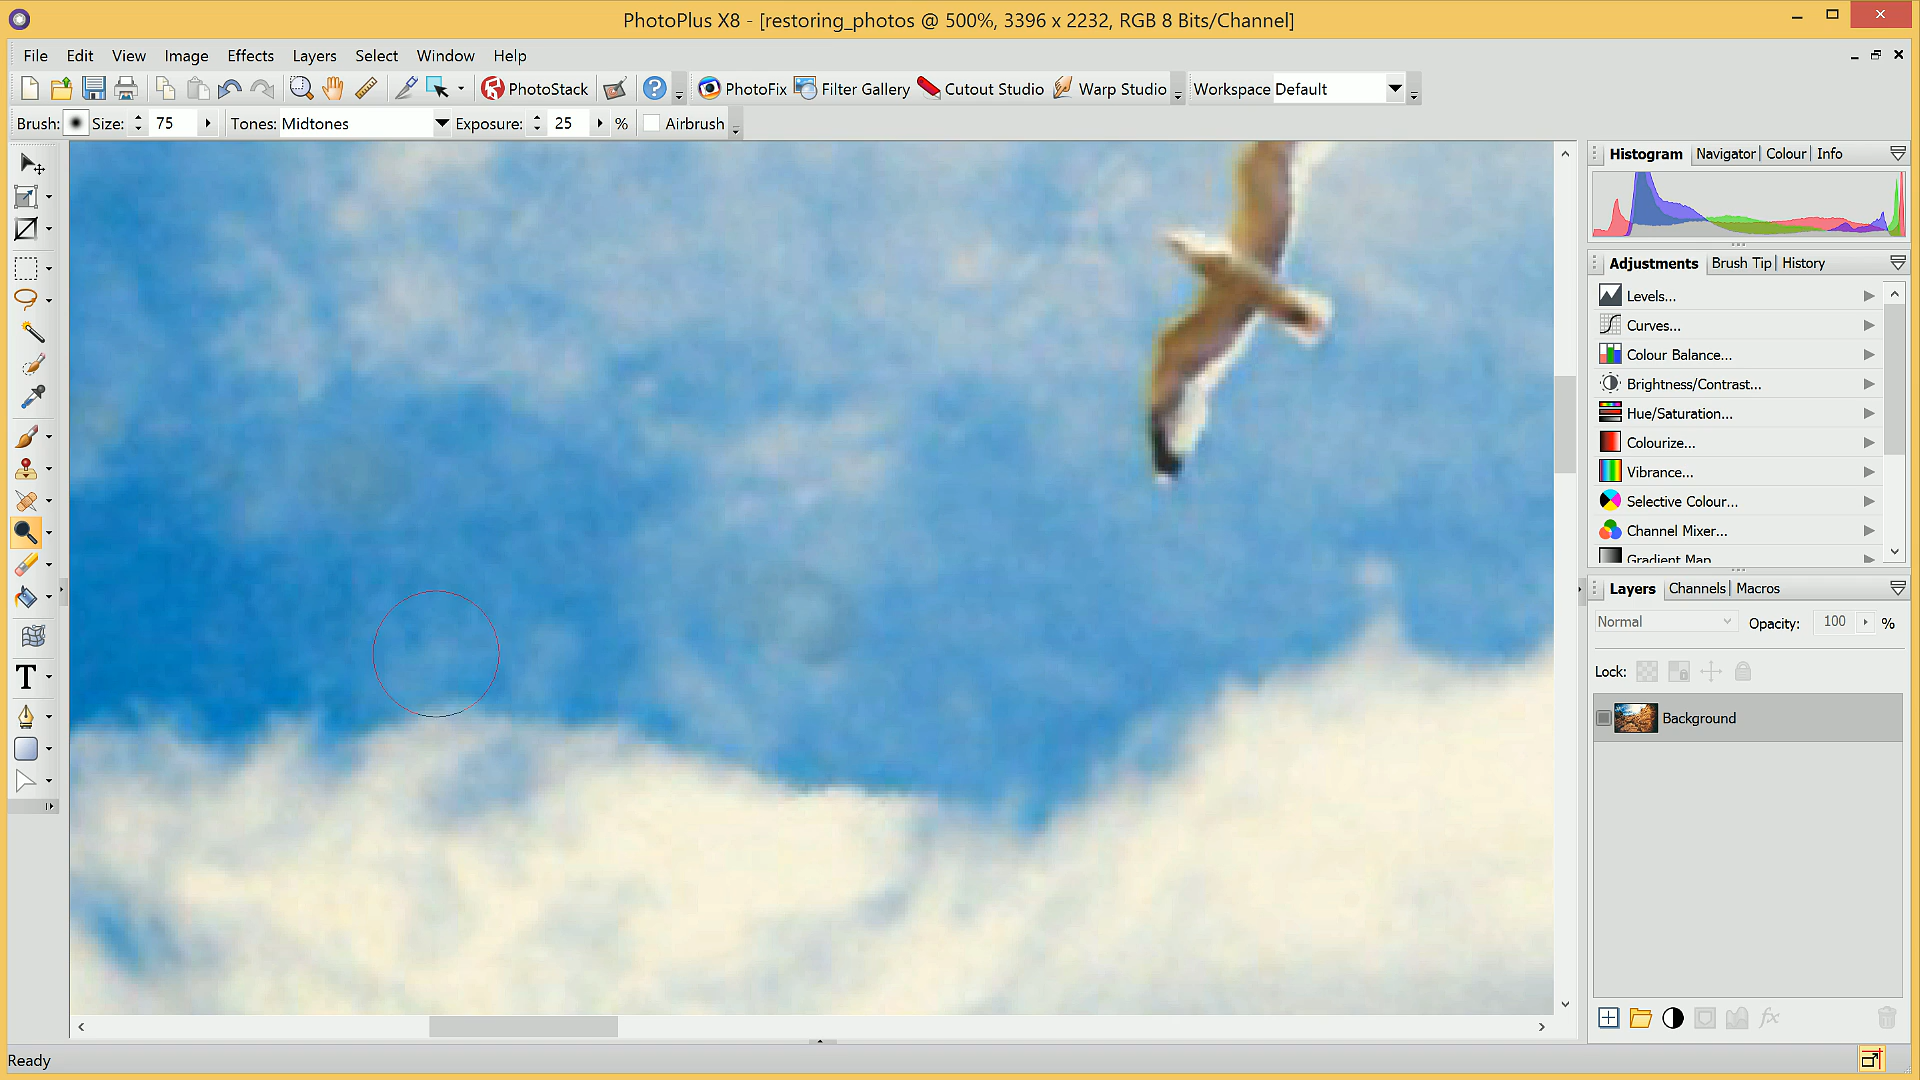 PhotoPlus X8 - [restoring_photos @ 500%, 3396 x 2232, RGB 8 Bits/Channel]
File Edit View Image Effects Layers Select Window Help
PhotoStack PhotoFix Filter Gallery Cutout Studio Warp Studio Workspace Default
Brush: Size: 75 Tones: Midtones Exposure: 25 % Airbrush
Histogram Navigator Colour Info
Adjustments Brush Tip History
Levels...
Curves...
Colour Balance...
Brightness/Contrast...
Hue/Saturation...
Colourize...
Vibrance...
Selective Colour...
Channel Mixer...
Gradient Map
Layers Channels Macros
Normal Opacity: 100 %
Lock:
Background
fx
Ready